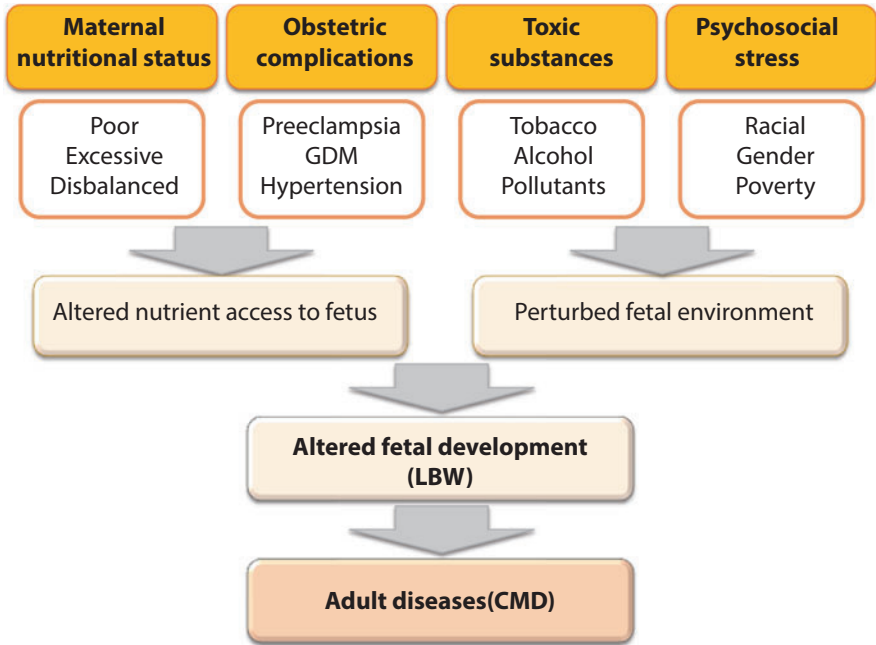 Maternal
nutritional status
Obstetric
complications
Toxic
substances
Psychosocial
stress
Poor
Excessive
Disbalanced
Preeclampsia
GDM
Hypertension
Tobacco
Alcohol
Pollutants
Racial
Gender
Poverty
Altered nutrient access to fetus
Perturbed fetal environment
Altered fetal development
(LBW)
Adult diseases(CMD)